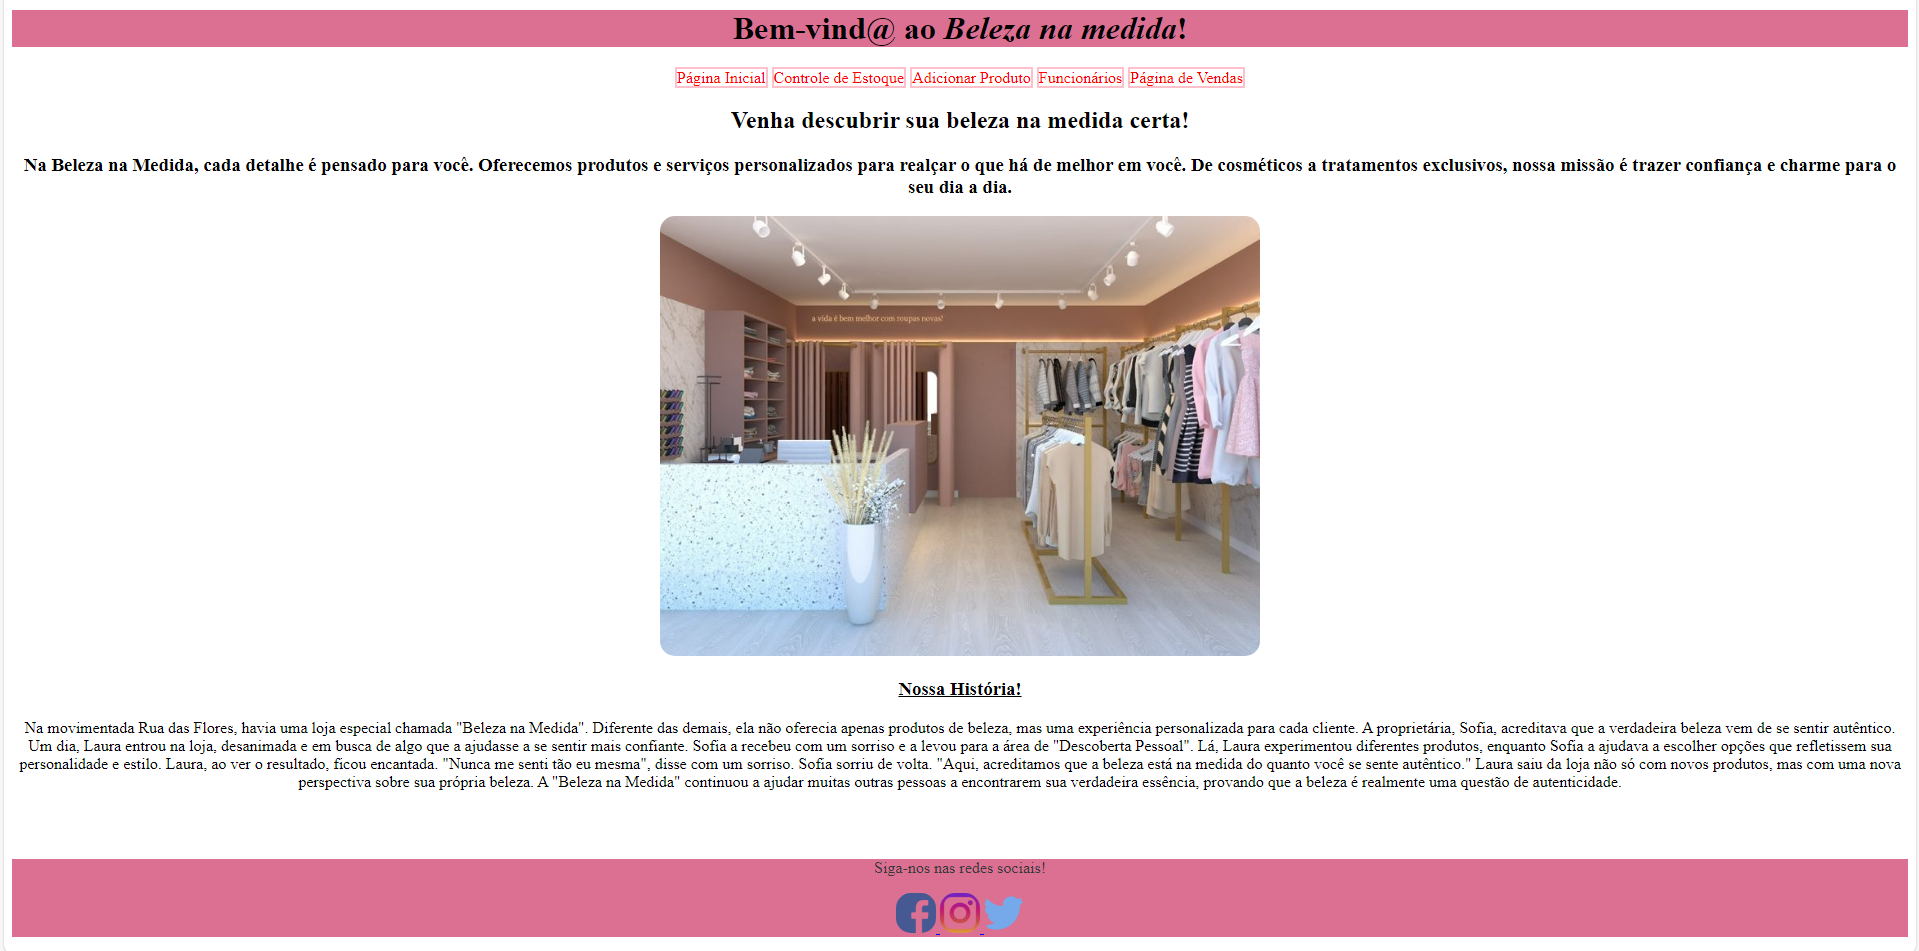 Bem-vind@ ao Beleza na medida!
Página Inicial Controle de Estoque Adicionar Produto Funcionários Página de Vendas
Venha descubrir sua beleza na medida certa!
Na Beleza na Medida, cada detalhe é pensado para você. Oferecemos produtos e serviços personalizados para realçar o que há de melhor em você. De cosméticos a tratamentos exclusivos, nossa missão é trazer confiança e charme para o
seu dia a dia.
a vida é bem melhor com roupas novas!
Nossa História!
Na movimentada Rua das Flores, havia uma loja especial chamada "Beleza na Medida". Diferente das demais, ela não oferecia apenas produtos de beleza, mas uma experiência personalizada para cada cliente. A proprietária, Sofia, acreditava que a verdadeira beleza vem de se sentir autêntico.
Um dia, Laura entrou na loja, desanimada e em busca de algo que a ajudasse a se sentir mais confiante. Sofia a recebeu com um sorriso e a levou para a área de "Descoberta Pessoal". Lá, Laura experimentou diferentes produtos, enquanto Sofia a ajudava a escolher opções que refletissem sua
personalidade e estilo. Laura, ao ver o resultado, ficou encantada. "Nunca me senti tão eu mesma", disse com um sorriso. Sofia sorriu de volta. "Aqui, acreditamos que a beleza está na medida do quanto você se sente autêntico." Laura saiu da loja não só com novos produtos, mas com uma nova
perspectiva sobre sua própria beleza. A "Beleza na Medida" continuou a ajudar muitas outras pessoas a encontrarem sua verdadeira essência, provando que a beleza é realmente uma questão de autenticidade.
Siga-nos nas redes sociais!